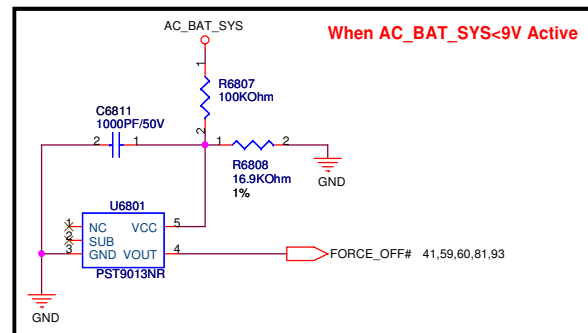 AC_BAT_SYS
When AC_BAT_SYS<9V Active
1
R6807
100KOhm
C6811
1000PF/50V
2
2 1
1 2
R6808
16.9KOhm
1%
GND
U6801
1 NC VCC 5
2 SUB
3 GND VOUT 4
FORCE_OFF# 41,59,60,81,93
PST9013NR
GND